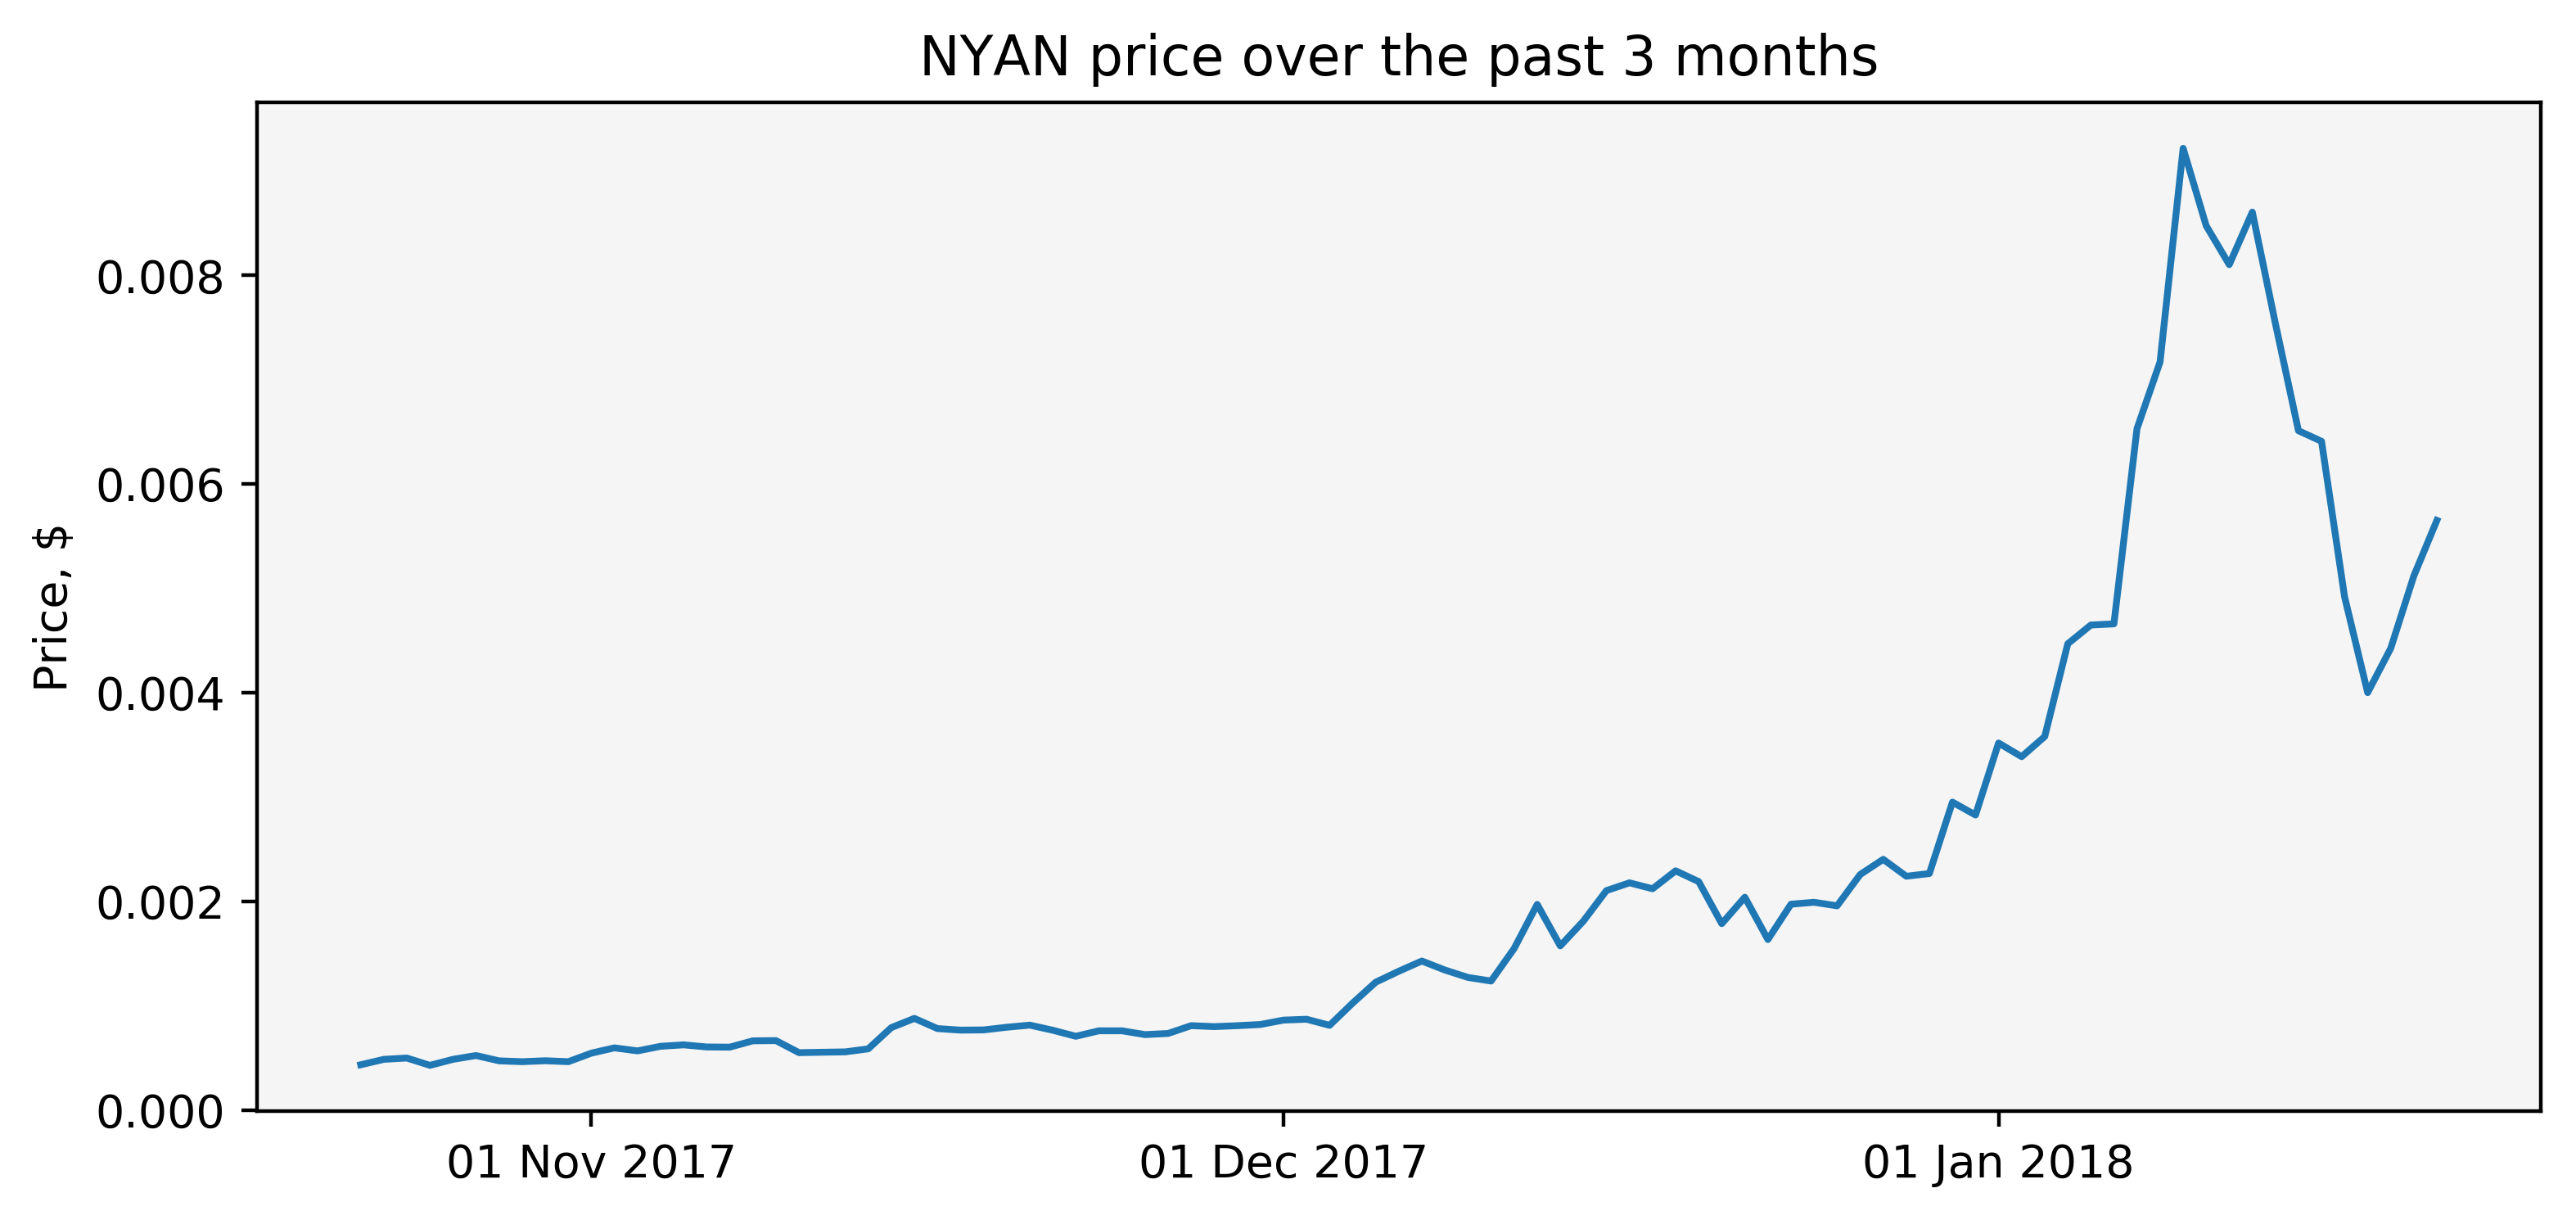 NYAN price over the past 3 months
Price, $
0.008
0.006
0.004
0.002
0.000
01 Nov 2017
01 Dec 2017
01 Jan 2018